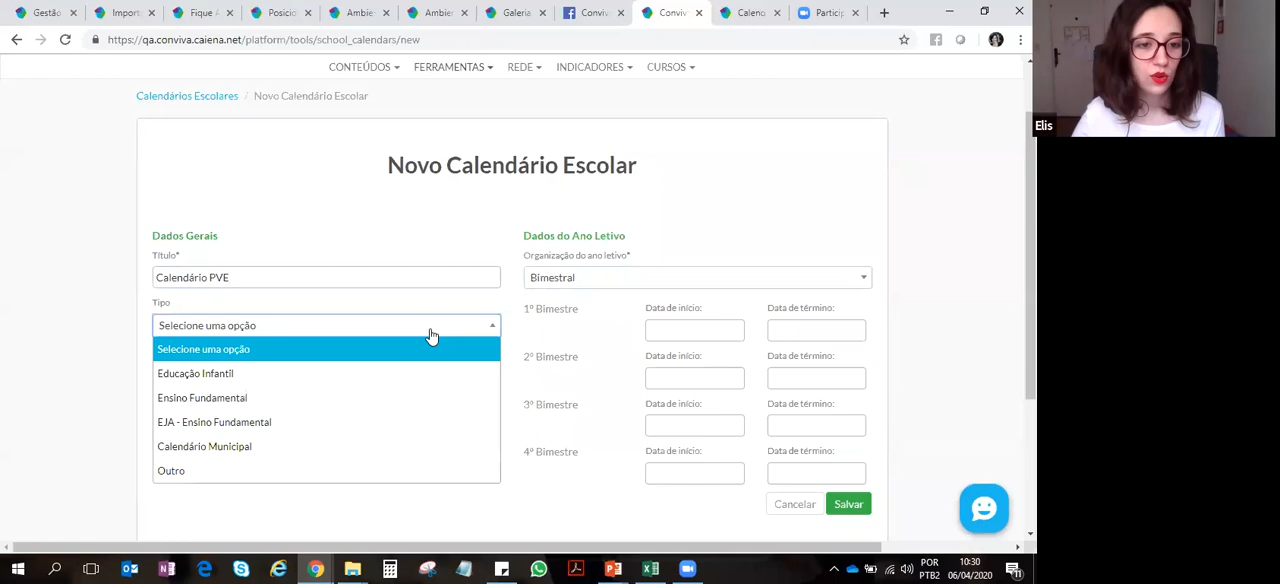 Gestão
Importa
Fique A
Posicio
Ambie
Ambien
Galeria
Conviv
Conviv
Caleno
Particip
https://qa.conviva.caiena.net/platform/tools/school_calendars/new
CONTEÚDOS FERRAMENTAS REDE INDICADORES CURSOS
Calendários Escolares / Novo Calendário Escolar
Elis
Novo Calendário Escolar
Dados Gerais
Título*
Calendário PVE
Tipo
Selecione uma opção
Selecione uma opção
Educação Infantil
Ensino Fundamental
EJA - Ensino Fundamental
Calendário Municipal
Outro
Dados do Ano Letivo
Organização do ano letivo*
Bimestral
1º Bimestre Data de início: Data de término:
2º Bimestre Data de início: Data de término:
3º Bimestre Data de início: Data de término:
4º Bimestre Data de início: Data de término:
Cancelar Salvar
POR
PTB2
10:30
06/04/2020